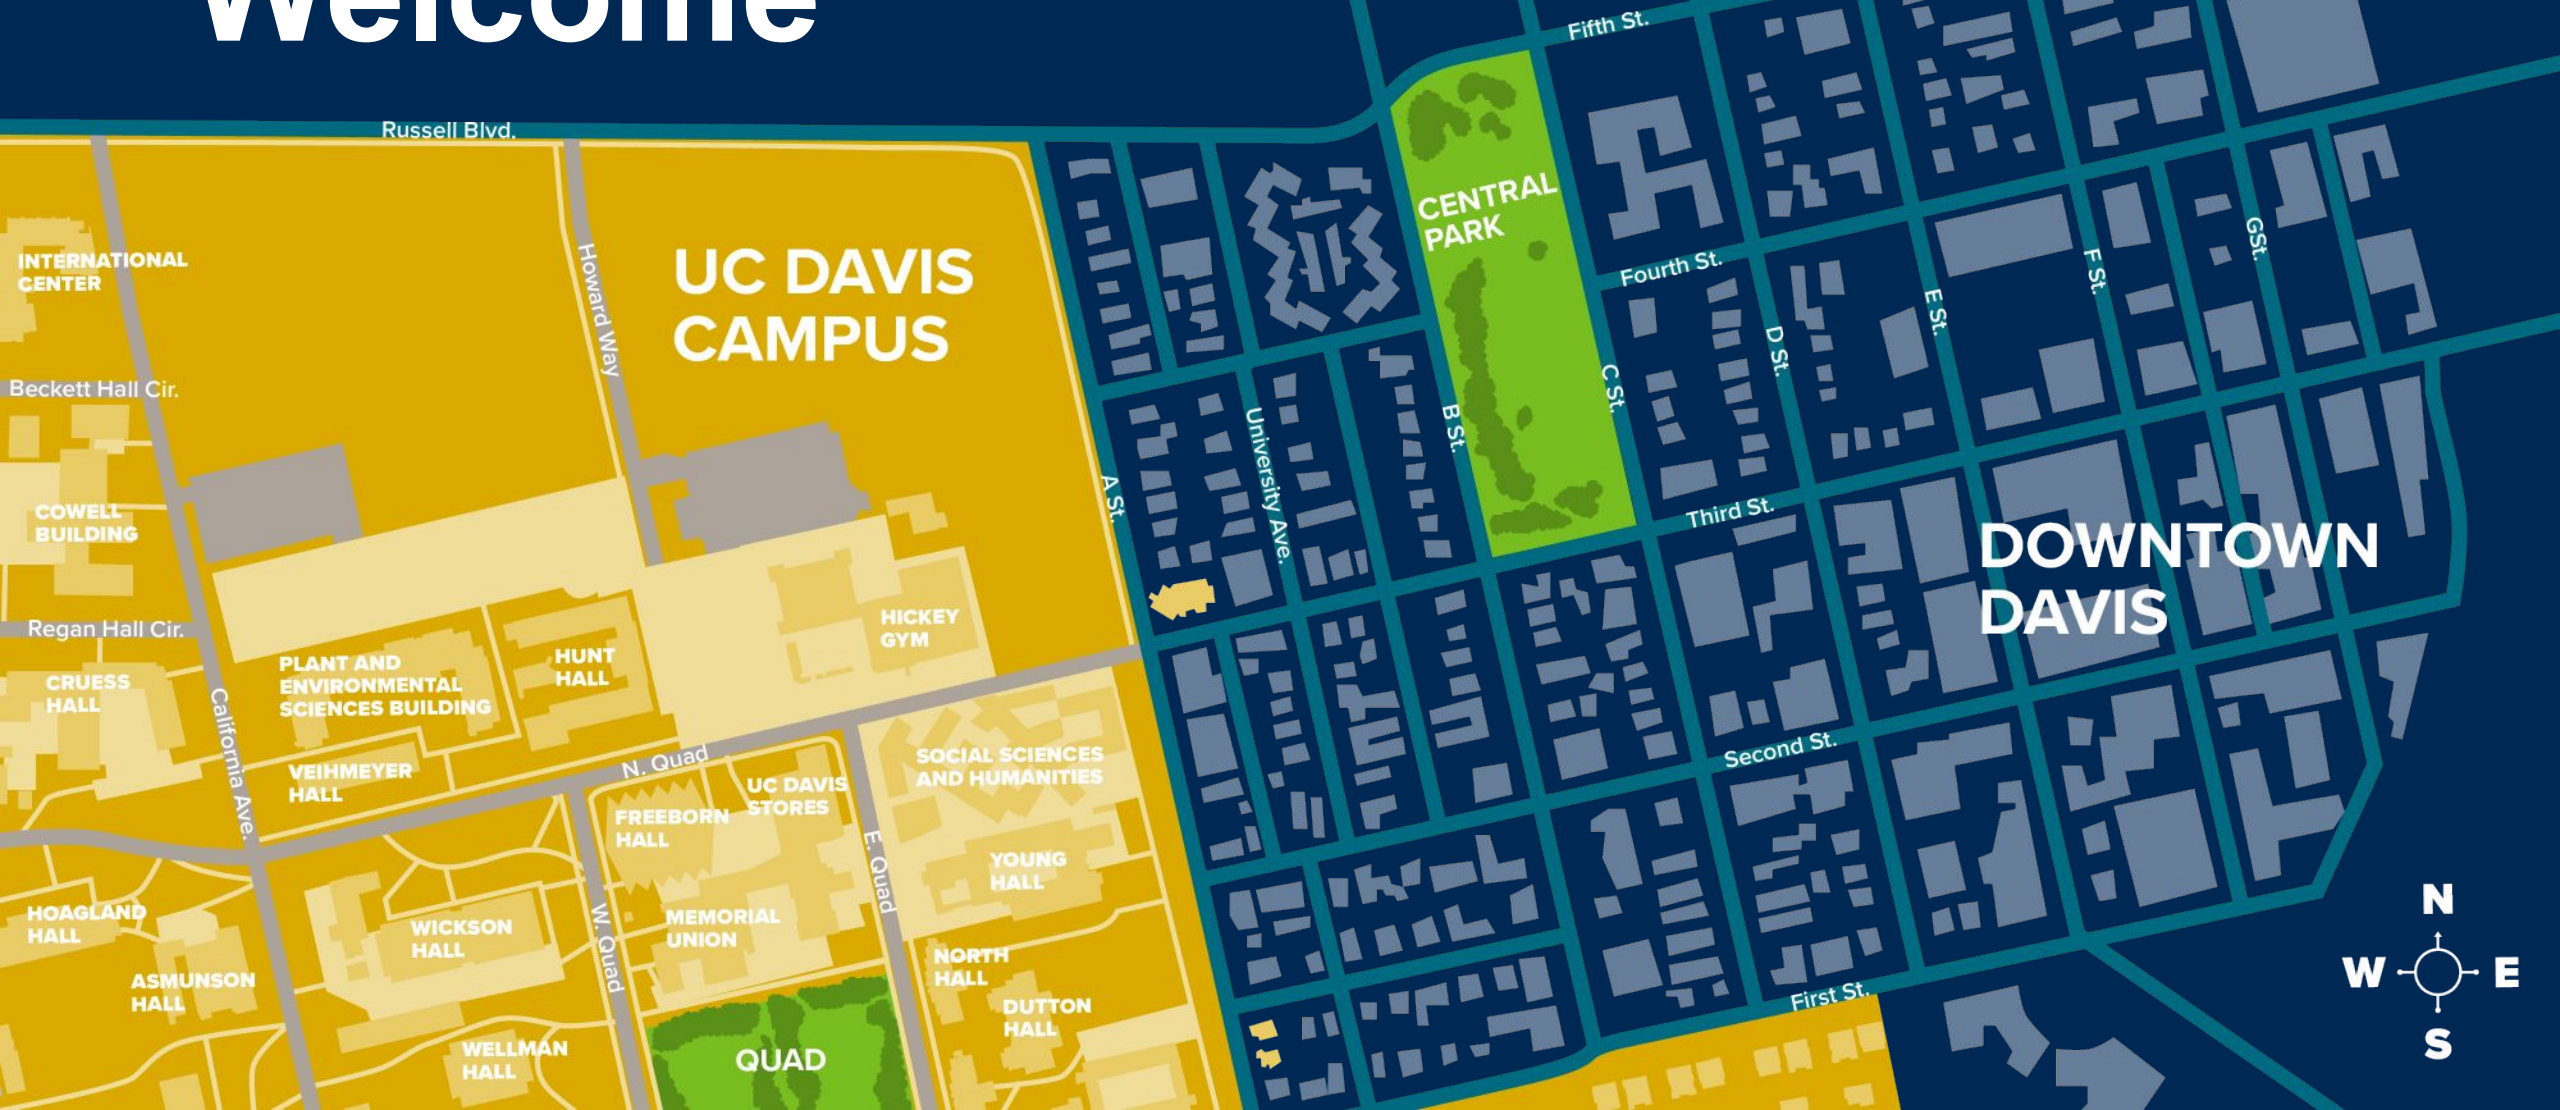 Welcome
Fifth St.
Russell Blvd.
CENTRAL
PARK
INTERNATIONAL
CENTER
Howard Way
UC DAVIS
CAMPUS
Fourth St.
GSt.
F St.
E St.
D St.
C St.
B St.
Beckett Hall Cir.
University Ave.
A St.
COWELL
BUILDING
Third St.
DOWNTOWN
DAVIS
Regan Hall Cir.
HICKEY
GYM
PLANT AND
ENVIRONMENTAL
SCIENCES BUILDING
HUNT
HALL
CRUESS
HALL
California Ave.
VEIHMEYER
HALL
N. Quad
UC DAVIS
STORES
SOCIAL SCIENCES
AND HUMANITIES
Second St.
FREEBORN
HALL
E. Quad
YOUNG
HALL
HOAGLAND
HALL
WICKSON
HALL
W. Quad
MEMORIAL
UNION
NORTH
HALL
ASMUNSON
HALL
DUTTON
HALL
First St.
WELLMAN
HALL
QUAD
N
W E
S